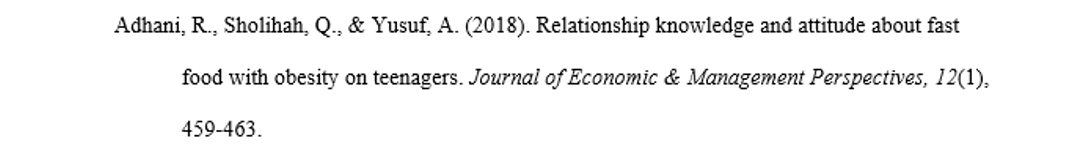 Adhani, R., Sholihah, Q., & Yusuf, A. (2018). Relationship knowledge and attitude about fast
food with obesity on teenagers. Journal of Economic & Management Perspectives, 12(1),
459-463.